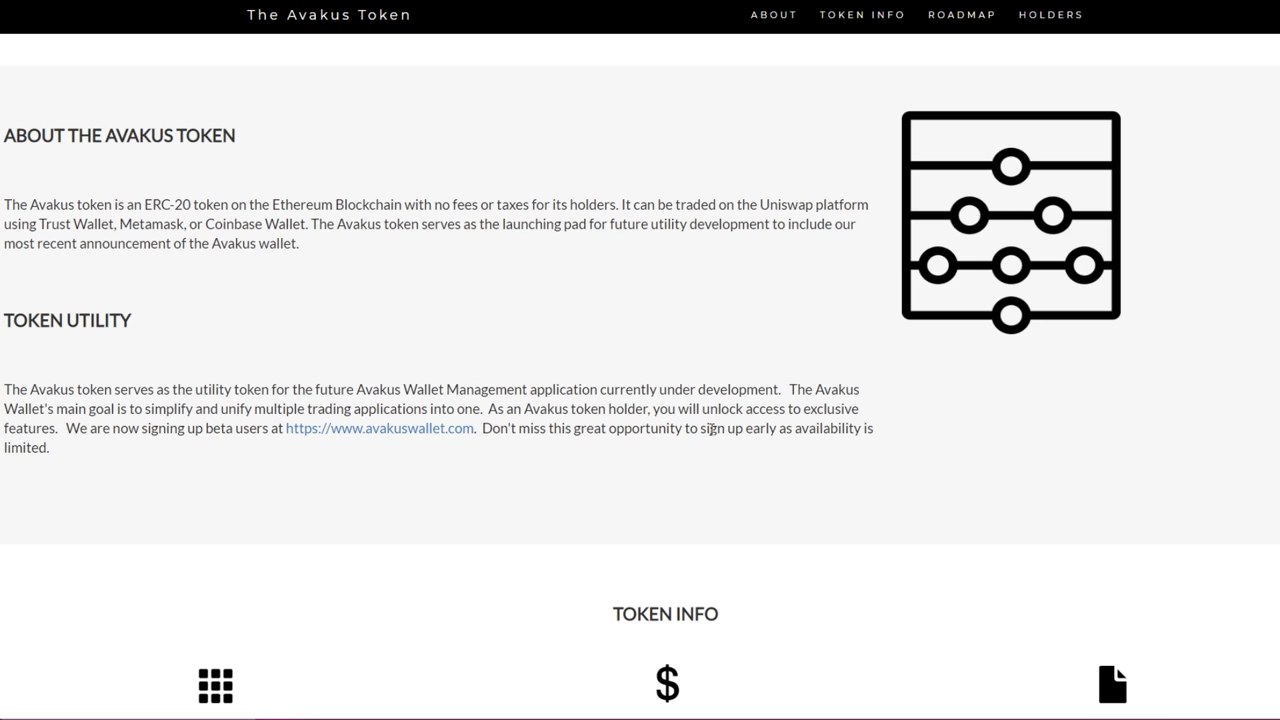 The Avakus Token
ABOUT TOKEN INFO ROADMAP HOLDERS
ABOUT THE AVAKUS TOKEN
The Avakus token is an ERC-20 token on the Ethereum Blockchain with no fees or taxes for its holders. It can be traded on the Uniswap platform
using Trust Wallet, Metamask, or Coinbase Wallet. The Avakus token serves as the launching pad for future utility development to include our
most recent announcement of the Avakus wallet.
TOKEN UTILITY
The Avakus token serves as the utility token for the future Avakus Wallet Management application currently under development. The Avakus
Wallet's main goal is to simplify and unify multiple trading applications into one. As an Avakus token holder, you will unlock access to exclusive
features. We are now signing up beta users at https://www.avakuswallet.com. Don't miss this great opportunity to sign up early as availability is
limited.
TOKEN INFO
$